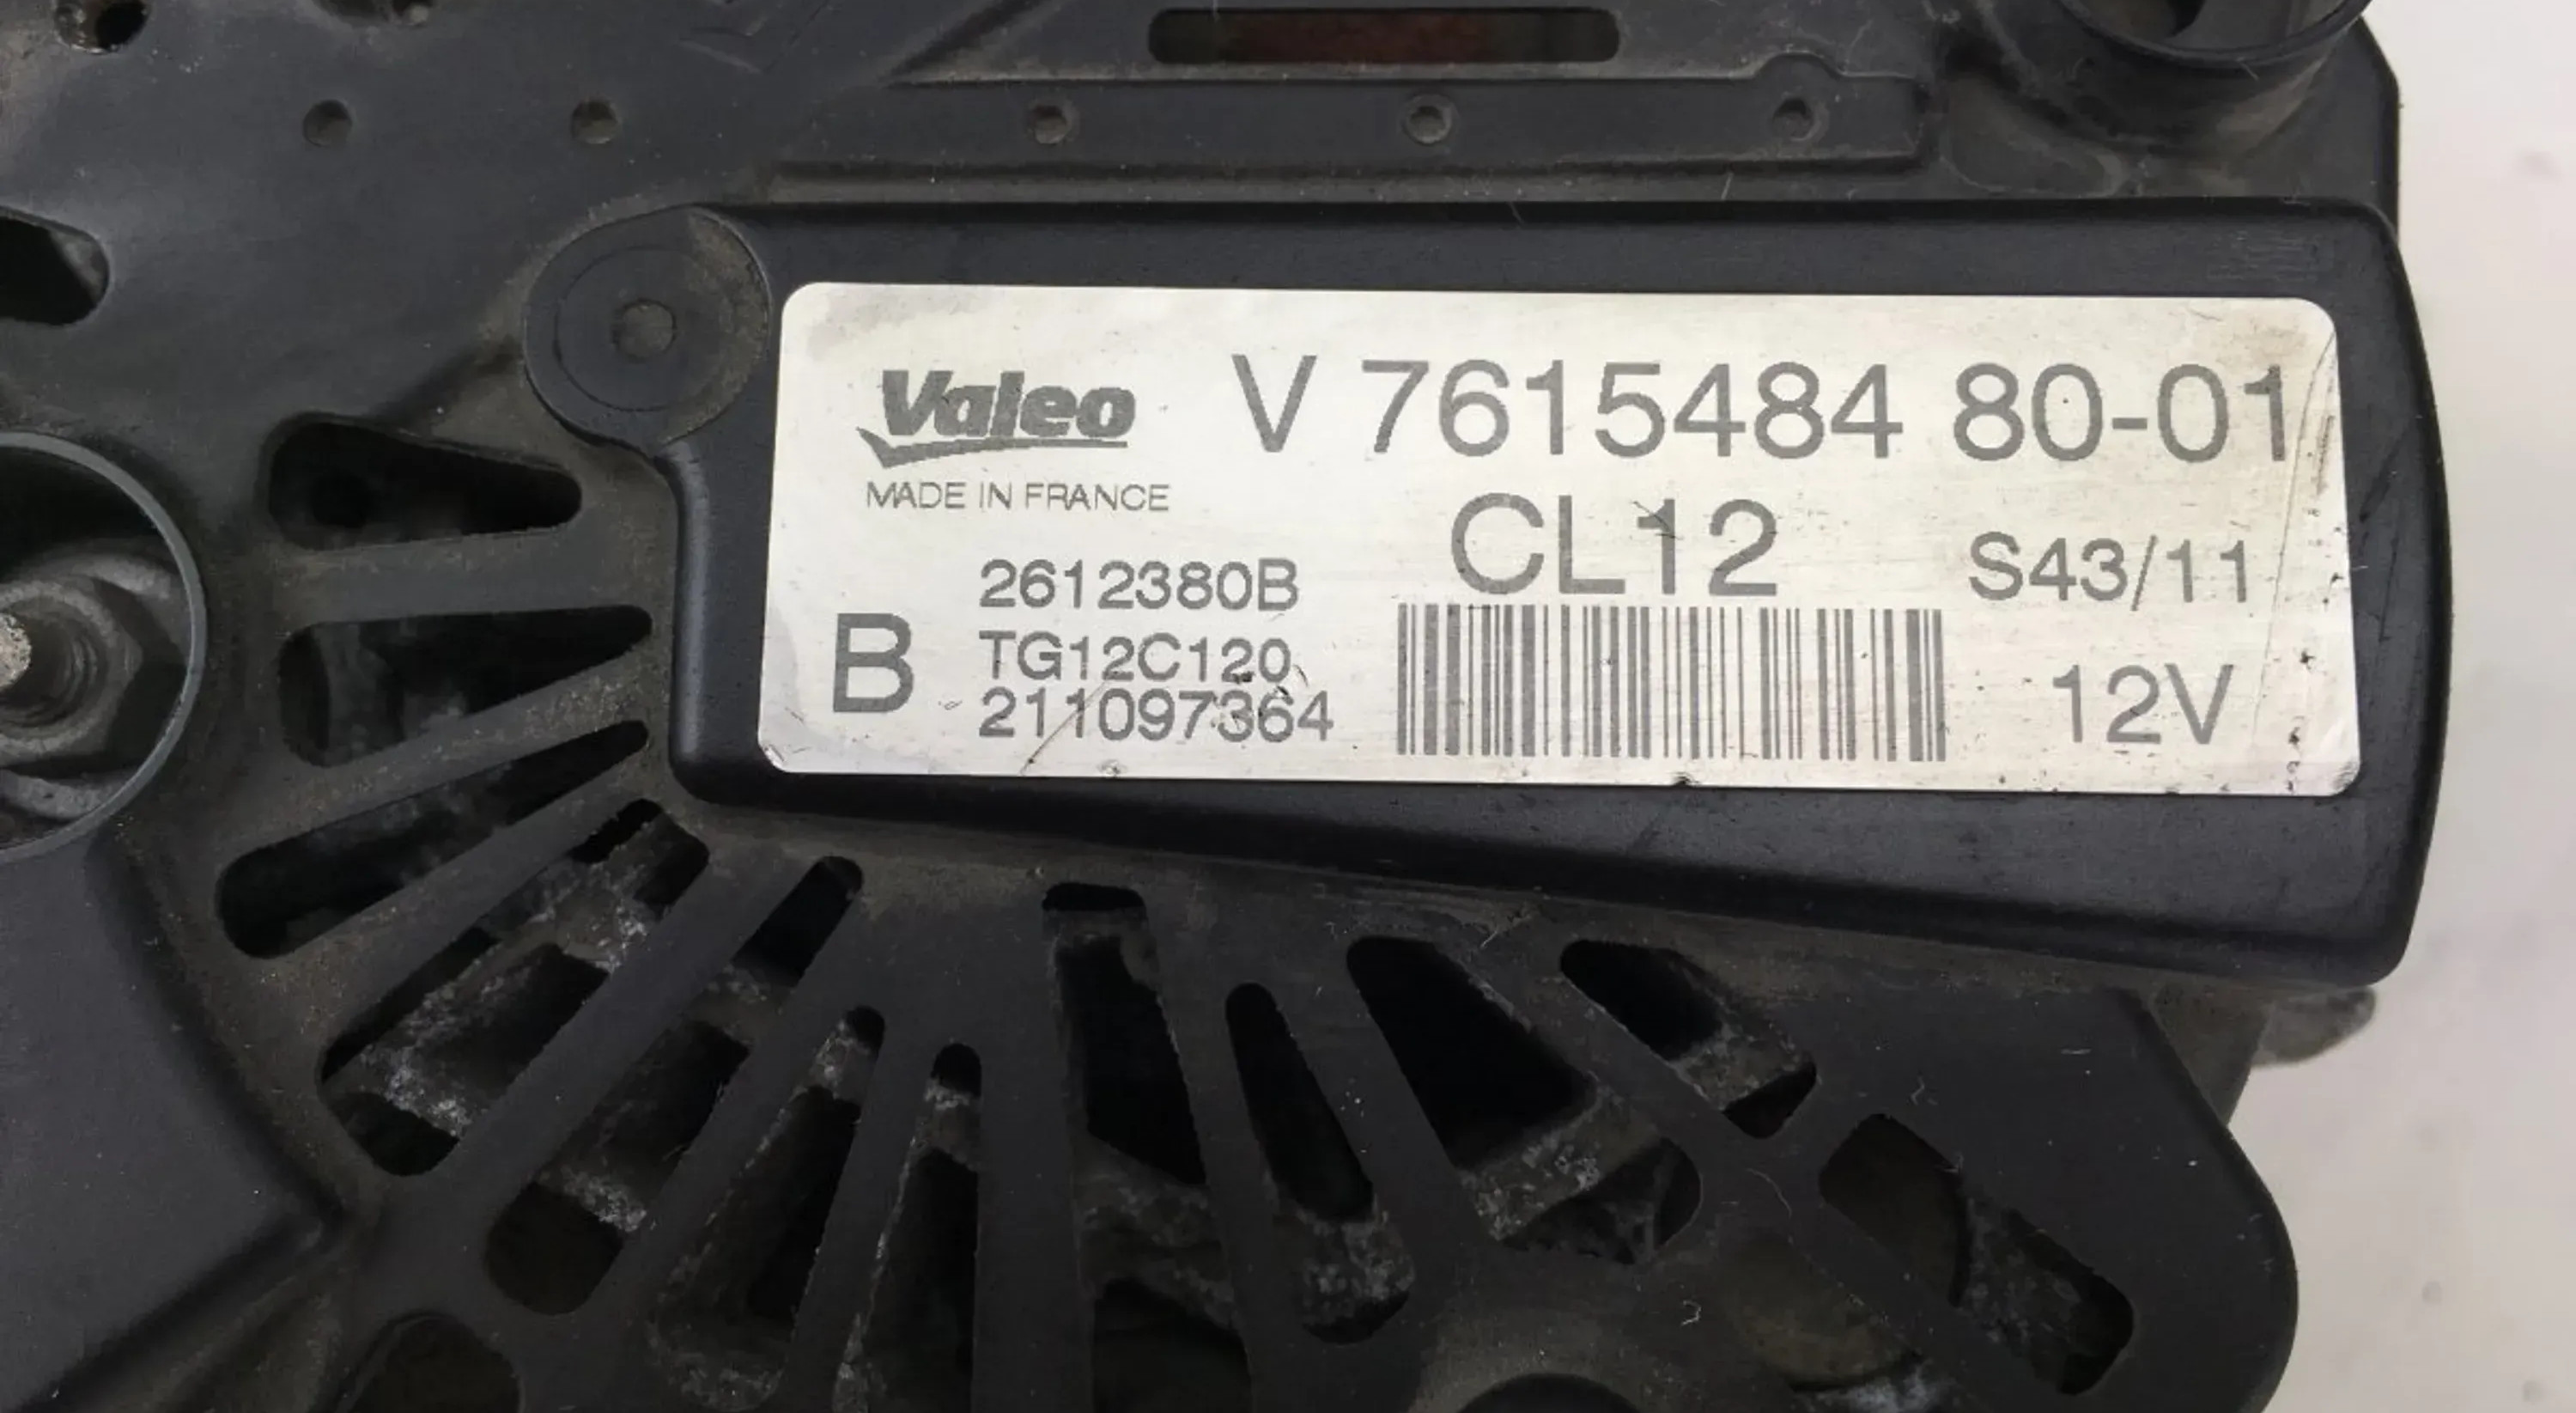 Valeo V 7615484 80-01
MADE IN FRANCE
CL12
S43/11
2612380B
B
TG12C120
211097364
12V